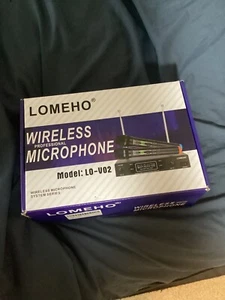 LOMEHO®
WIRELESS
PROFESSIONAL
MICROPHONE
Model: LO-U02
WIRELESS MICROPHONE
SYSTEM SERIES
LOMEHO®